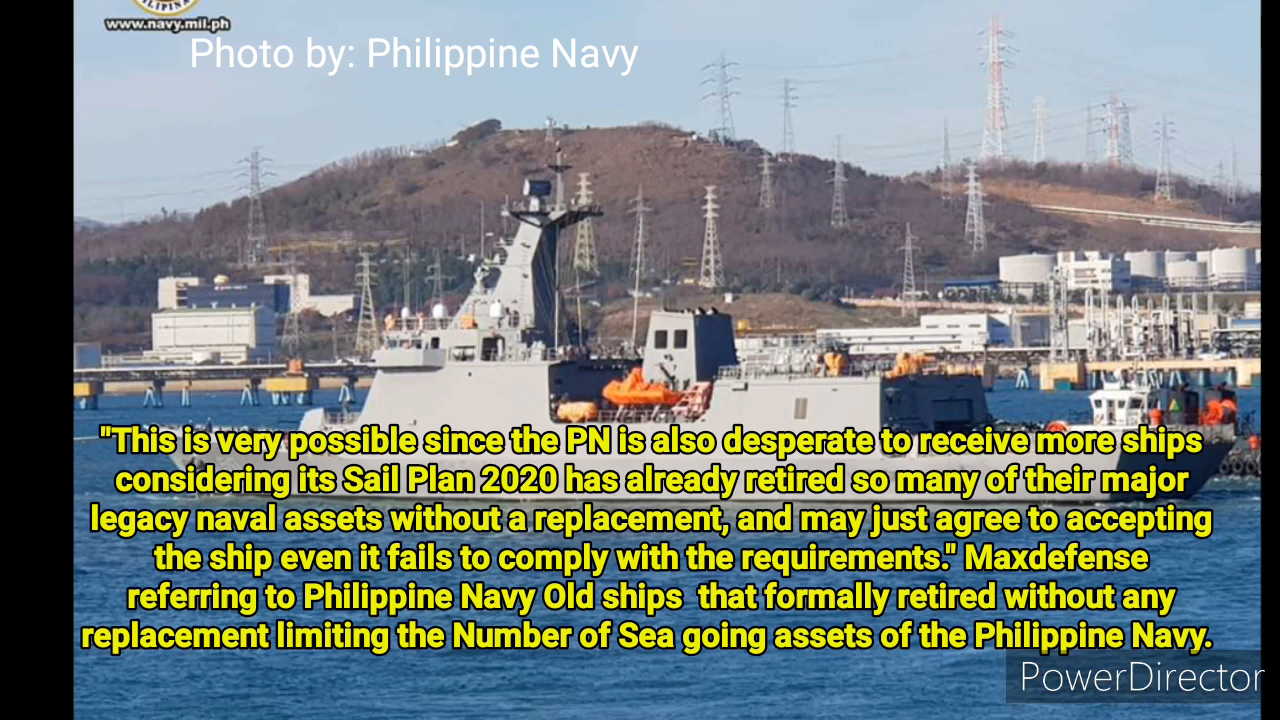 www.navy.mil.ph
Photo by: Philippine Navy
"This is very possible since the PN is also desperate to receive more ships
considering its Sail Plan 2020 has already retired so many of their major
legacy naval assets without a replacement, and may just agree to accepting
the ship even it fails to comply with the requirements." Maxdefense
referring to Philippine Navy Old ships  that formally retired without any
replacement limiting the Number of Sea going assets of the Philippine Navy.
PowerDirector